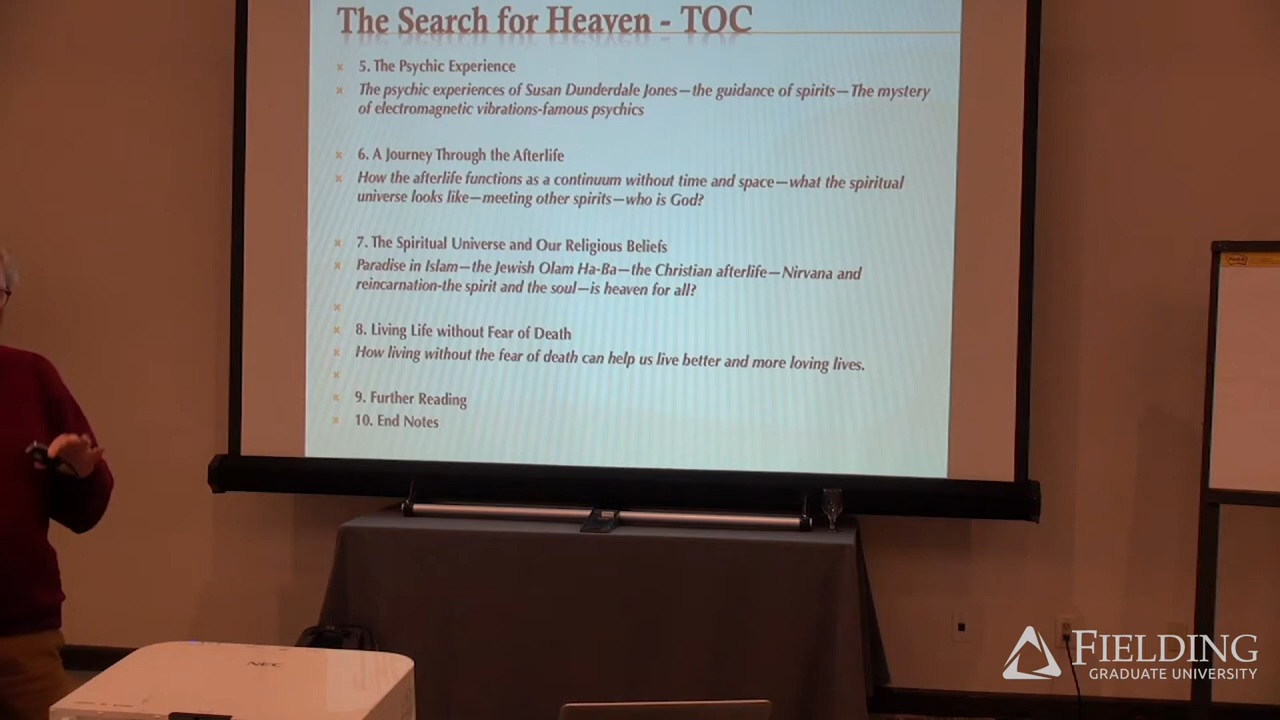 The Search for Heaven - TOC
5. The Psychic Experience
The psychic experiences of Susan Dunderdale Jones—the guidance of spirits—The mystery
of electromagnetic vibrations-famous psychics
6. A Journey Through the Afterlife
How the afterlife functions as a continuum without time and space—what the spiritual
universe looks like—meeting other spirits—who is God?
7. The Spiritual Universe and Our Religious Beliefs
Paradise in Islam—the Jewish Olam Ha-Ba—the Christian afterlife—Nirvana and
reincarnation-the spirit and the soul—is heaven for all?
8. Living Life without Fear of Death
How living without the fear of death can help us live better and more loving lives.
9. Further Reading
10. End Notes
NEC
FIELDING
GRADUATE UNIVERSITY